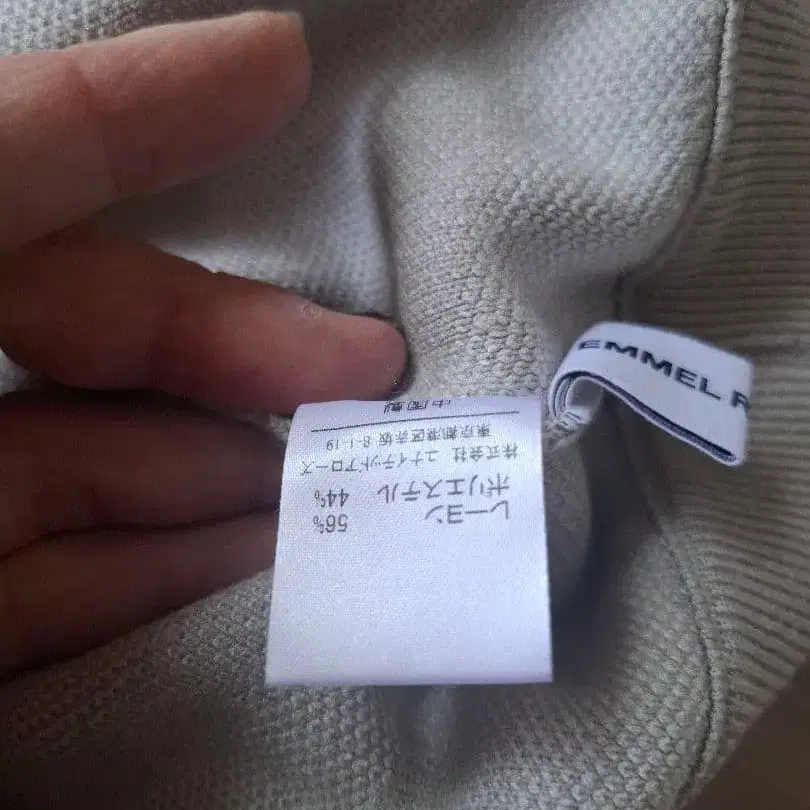 レーヨン 56%
ポリエステル 44%
株式会社 ユナイテッドアローズ
東京都港区赤坂 8-1-19
中国製
EMMEL R